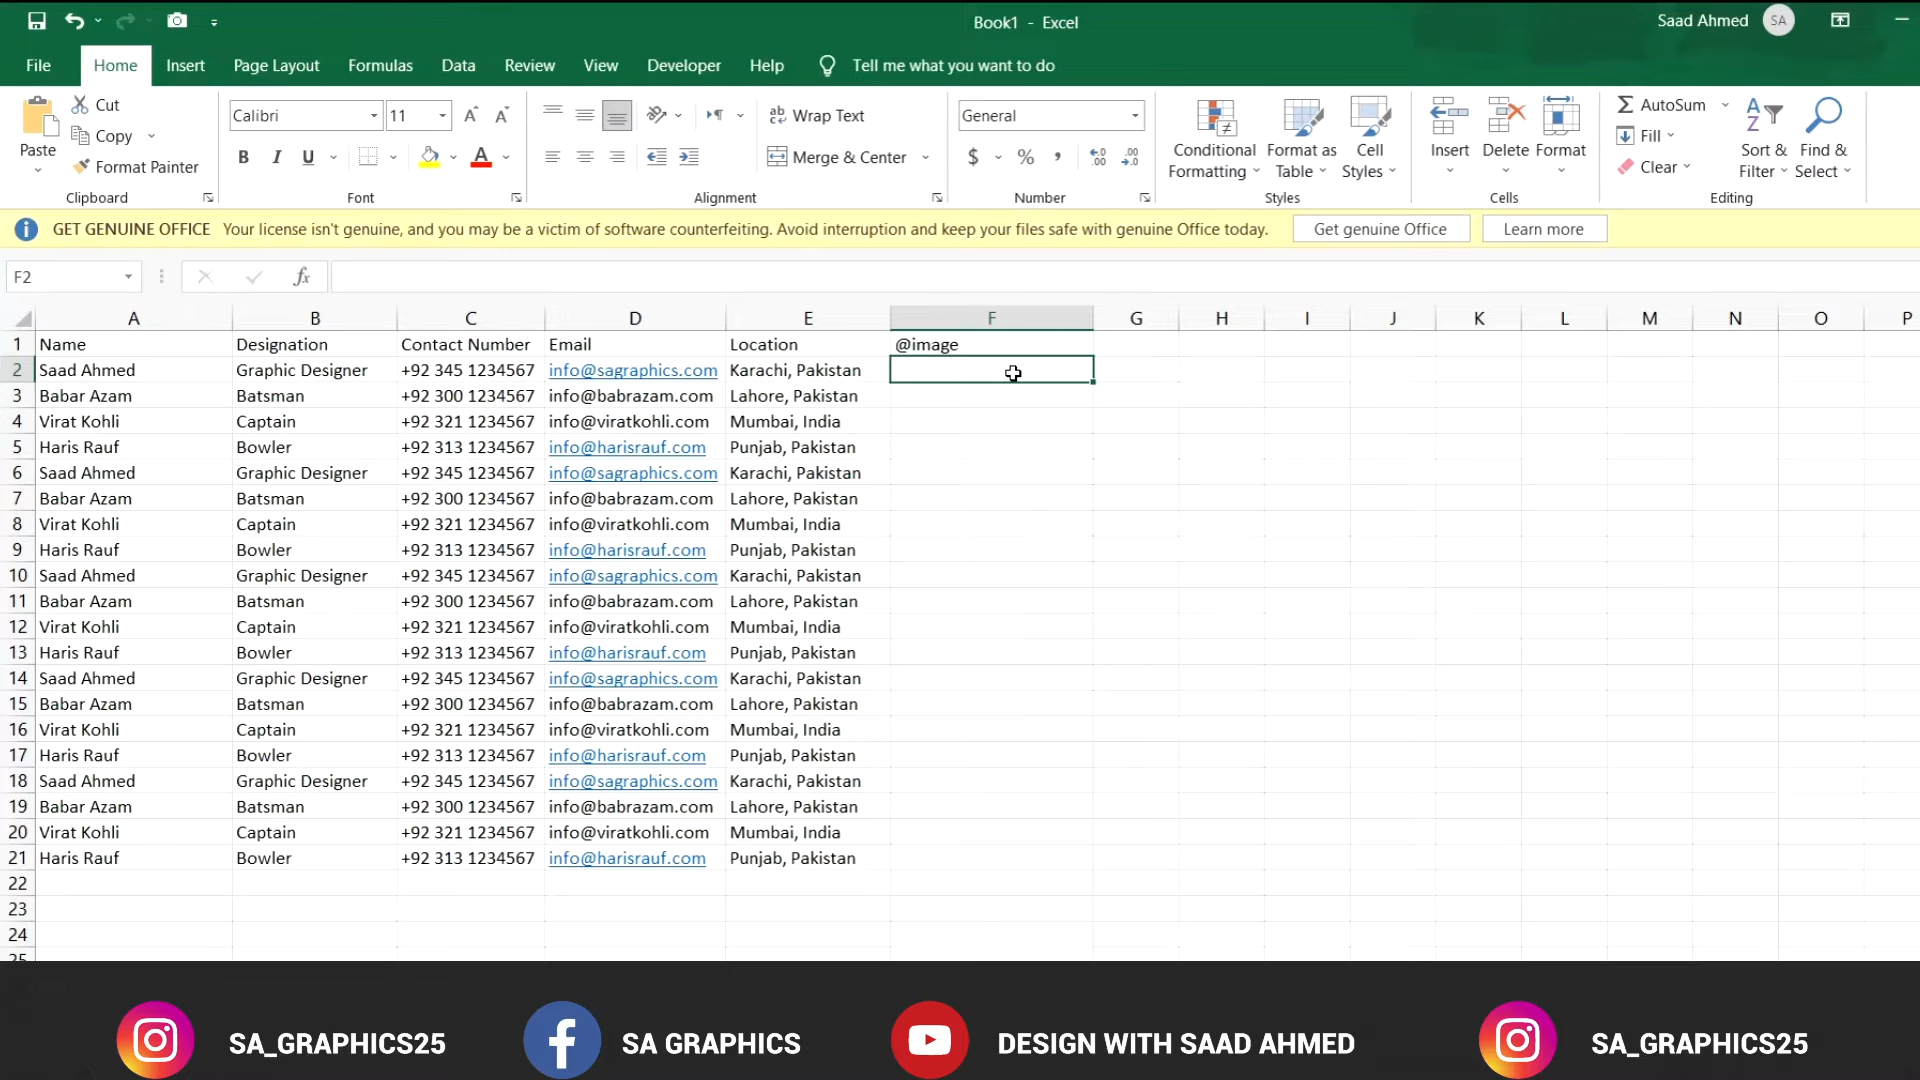 Book1 - Excel
Saad Ahmed SA
File Home Insert Page Layout Formulas Data Review View Developer Help Tell me what you want to do
Paste Cut Copy Format Painter Clipboard
Calibri 11 B I U A Font
Wrap Text Merge & Center Alignment
General $ % , Number
Conditional Formatting Format as Table Cell Styles Styles
Insert Delete Format Cells
AutoSum Fill Clear Sort & Filter Find & Select Editing
GET GENUINE OFFICE Your license isn't genuine, and you may be a victim of software counterfeiting. Avoid interruption and keep your files safe with genuine Office today. Get genuine Office Learn more
F2 fx
A B C D E F G H I J K L M N O P
1 Name Designation Contact Number Email Location @image
2 Saad Ahmed Graphic Designer +92 345 1234567 info@sagraphics.com Karachi, Pakistan
3 Babar Azam Batsman +92 300 1234567 info@babrazam.com Lahore, Pakistan
4 Virat Kohli Captain +92 321 1234567 info@viratkohli.com Mumbai, India
5 Haris Rauf Bowler +92 313 1234567 info@harisrauf.com Punjab, Pakistan
6 Saad Ahmed Graphic Designer +92 345 1234567 info@sagraphics.com Karachi, Pakistan
7 Babar Azam Batsman +92 300 1234567 info@babrazam.com Lahore, Pakistan
8 Virat Kohli Captain +92 321 1234567 info@viratkohli.com Mumbai, India
9 Haris Rauf Bowler +92 313 1234567 info@harisrauf.com Punjab, Pakistan
10 Saad Ahmed Graphic Designer +92 345 1234567 info@sagraphics.com Karachi, Pakistan
11 Babar Azam Batsman +92 300 1234567 info@babrazam.com Lahore, Pakistan
12 Virat Kohli Captain +92 321 1234567 info@viratkohli.com Mumbai, India
13 Haris Rauf Bowler +92 313 1234567 info@harisrauf.com Punjab, Pakistan
14 Saad Ahmed Graphic Designer +92 345 1234567 info@sagraphics.com Karachi, Pakistan
15 Babar Azam Batsman +92 300 1234567 info@babrazam.com Lahore, Pakistan
16 Virat Kohli Captain +92 321 1234567 info@viratkohli.com Mumbai, India
17 Haris Rauf Bowler +92 313 1234567 info@harisrauf.com Punjab, Pakistan
18 Saad Ahmed Graphic Designer +92 345 1234567 info@sagraphics.com Karachi, Pakistan
19 Babar Azam Batsman +92 300 1234567 info@babrazam.com Lahore, Pakistan
20 Virat Kohli Captain +92 321 1234567 info@viratkohli.com Mumbai, India
21 Haris Rauf Bowler +92 313 1234567 info@harisrauf.com Punjab, Pakistan
22
23
24
25
SA_GRAPHICS25 SA GRAPHICS DESIGN WITH SAAD AHMED SA_GRAPHICS25